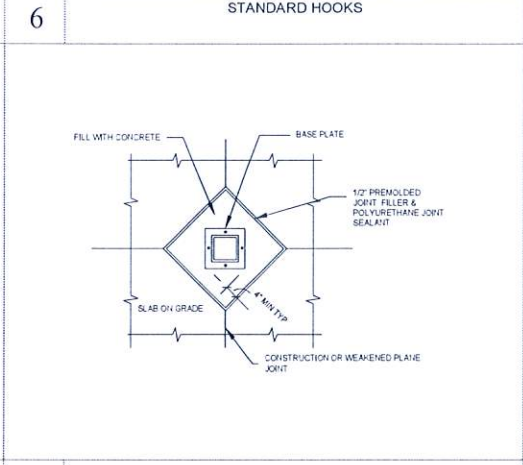 6
STANDARD HOOKS
FILL WITH CONCRETE
BASE PLATE
1/2" PREMOLDED
JOINT FILLER &
POLYURETHANE JOINT
SEALANT
4" MIN TYP
SLAB ON GRADE
CONSTRUCTION OR WEAKENED PLANE
JOINT